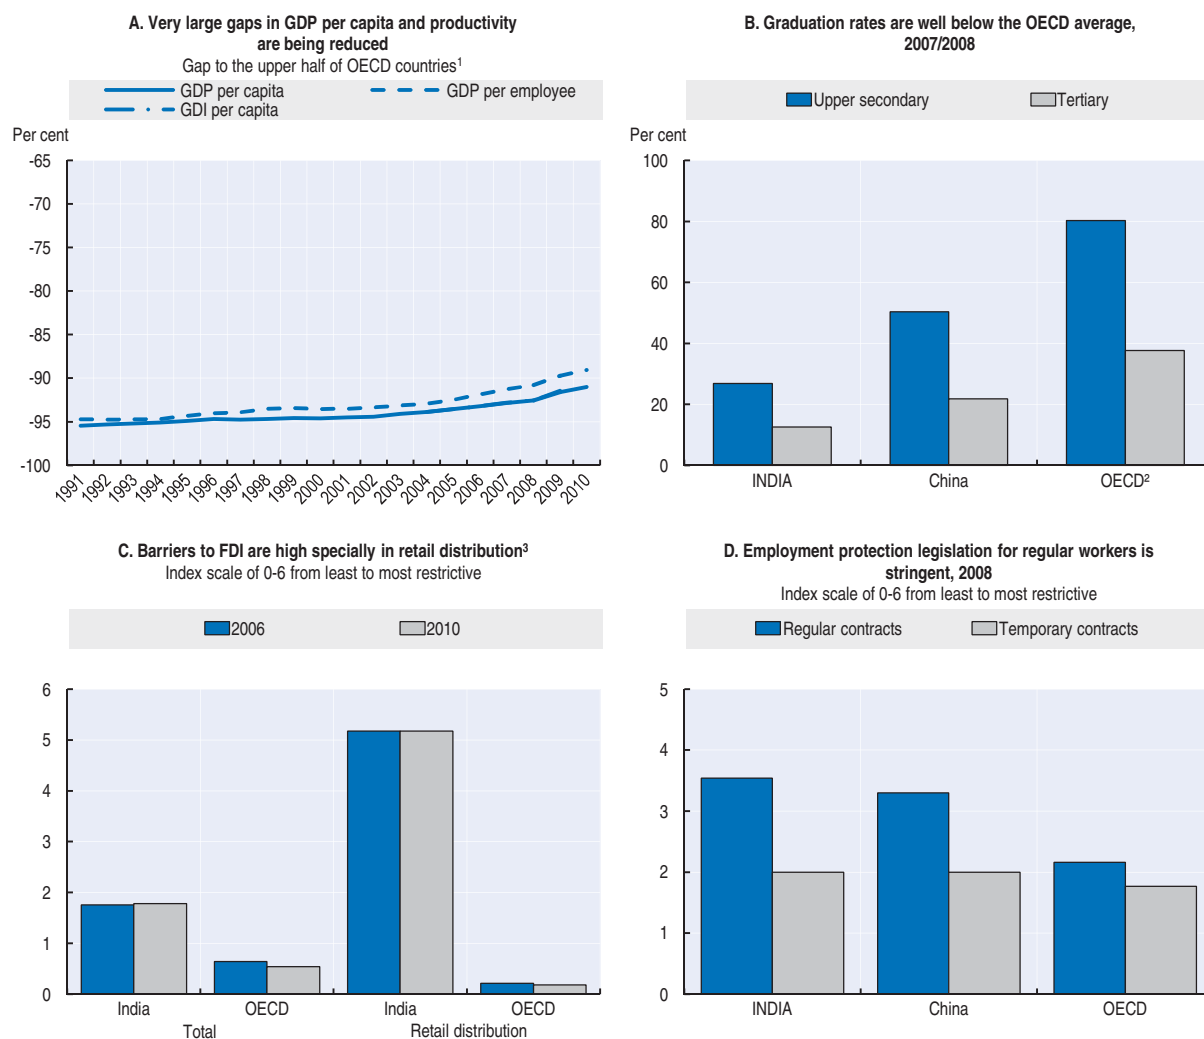 A. Very large gaps in GDP per capita and productivity
are being reduced
Gap to the upper half of OECD countries¹
GDP per capita
GDP per employee
GDI per capita
Per cent
-65
-70
-75
-80
-85
-90
-95
-100
1991
1992
1993
1994
1995
1996
1997
1998
1999
2000
2001
2002
2003
2004
2005
2006
2007
2008
2009
2010
B. Graduation rates are well below the OECD average,
2007/2008
Upper secondary
Tertiary
Per cent
100
80
60
40
20
0
INDIA
China
OECD²
C. Barriers to FDI are high specially in retail distribution³
Index scale of 0-6 from least to most restrictive
2006
2010
6
5
4
3
2
1
0
India
OECD
India
OECD
Total
Retail distribution
D. Employment protection legislation for regular workers is
stringent, 2008
Index scale of 0-6 from least to most restrictive
Regular contracts
Temporary contracts
5
4
3
2
1
0
INDIA
China
OECD